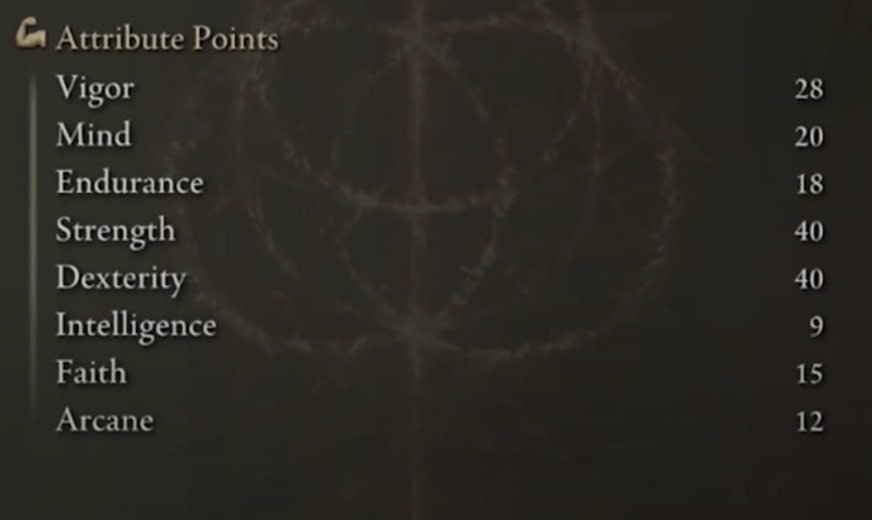 Attribute Points
Vigor 28
Mind 20
Endurance 18
Strength 40
Dexterity 40
Intelligence 9
Faith 15
Arcane 12